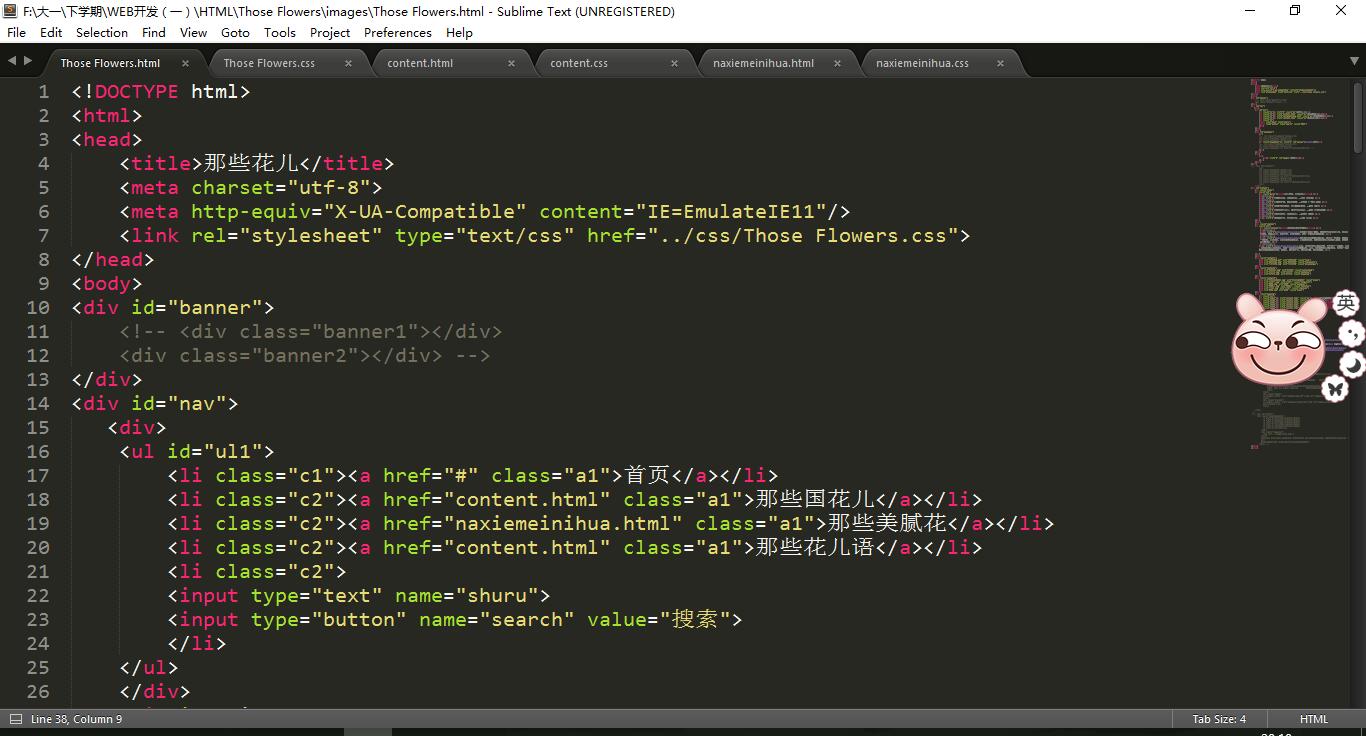 F:\大一\下学期\WEB开发（一）\HTML\Those Flowers\images\Those Flowers.html - Sublime Text (UNREGISTERED)
File Edit Selection Find View Goto Tools Project Preferences Help
Those Flowers.html × Those Flowers.css × content.html × content.css × naxiemeinihua.html × naxiemeinihua.css ×
1 <!DOCTYPE html>
2 <html>
3 <head>
4 <title>那些花儿</title>
5 <meta charset="utf-8">
6 <meta http-equiv="X-UA-Compatible" content="IE=EmulateIE11"/>
7 <link rel="stylesheet" type="text/css" href="../css/Those Flowers.css">
8 </head>
9 <body>
10 <div id="banner">
11 <!-- <div class="banner1"></div>
12 <div class="banner2"></div> -->
13 </div>
14 <div id="nav">
15 <div>
16 <ul id="ul1">
17 <li class="c1"><a href="#" class="a1">首页</a></li>
18 <li class="c2"><a href="content.html" class="a1">那些国花儿</a></li>
19 <li class="c2"><a href="naxiemeinihua.html" class="a1">那些美腻花</a></li>
20 <li class="c2"><a href="content.html" class="a1">那些花儿语</a></li>
21 <li class="c2">
22 <input type="text" name="shuru">
23 <input type="button" name="search" value="搜索">
24 </li>
25 </ul>
26 </div>
英
Line 38, Column 9 Tab Size: 4 HTML